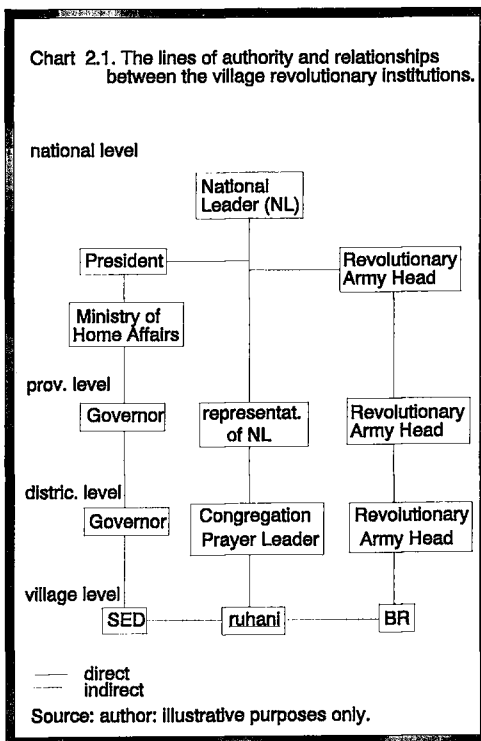 Chart 2.1. The lines of authority and relationships
between the village revolutionary institutions.
national level
National
Leader (NL)
President
Revolutionary
Army Head
Ministry of
Home Affairs
prov. level
Governor
representat.
of NL
Revolutionary
Army Head
distric. level
Governor
Congregation
Prayer Leader
Revolutionary
Army Head
village level
SED
ruhani
BR
direct
indirect
Source: author: illustrative purposes only.